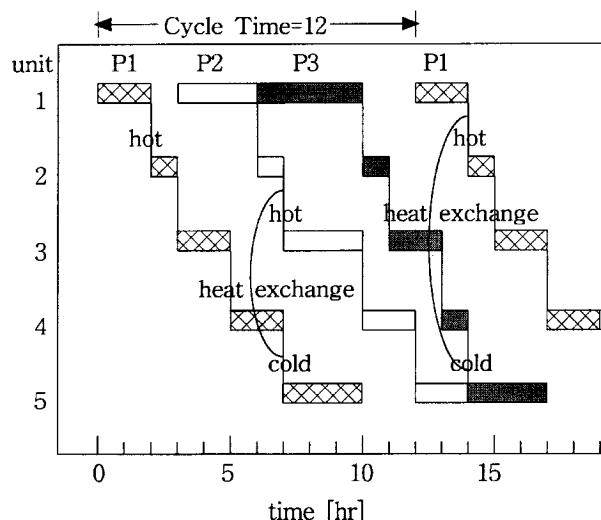 Cycle Time=12
unit P1 P2 P3 P1
1
hot hot
2
hot heat exchange
3
heat exchange
4
cold cold
5
0 5 10 15
time [hr]